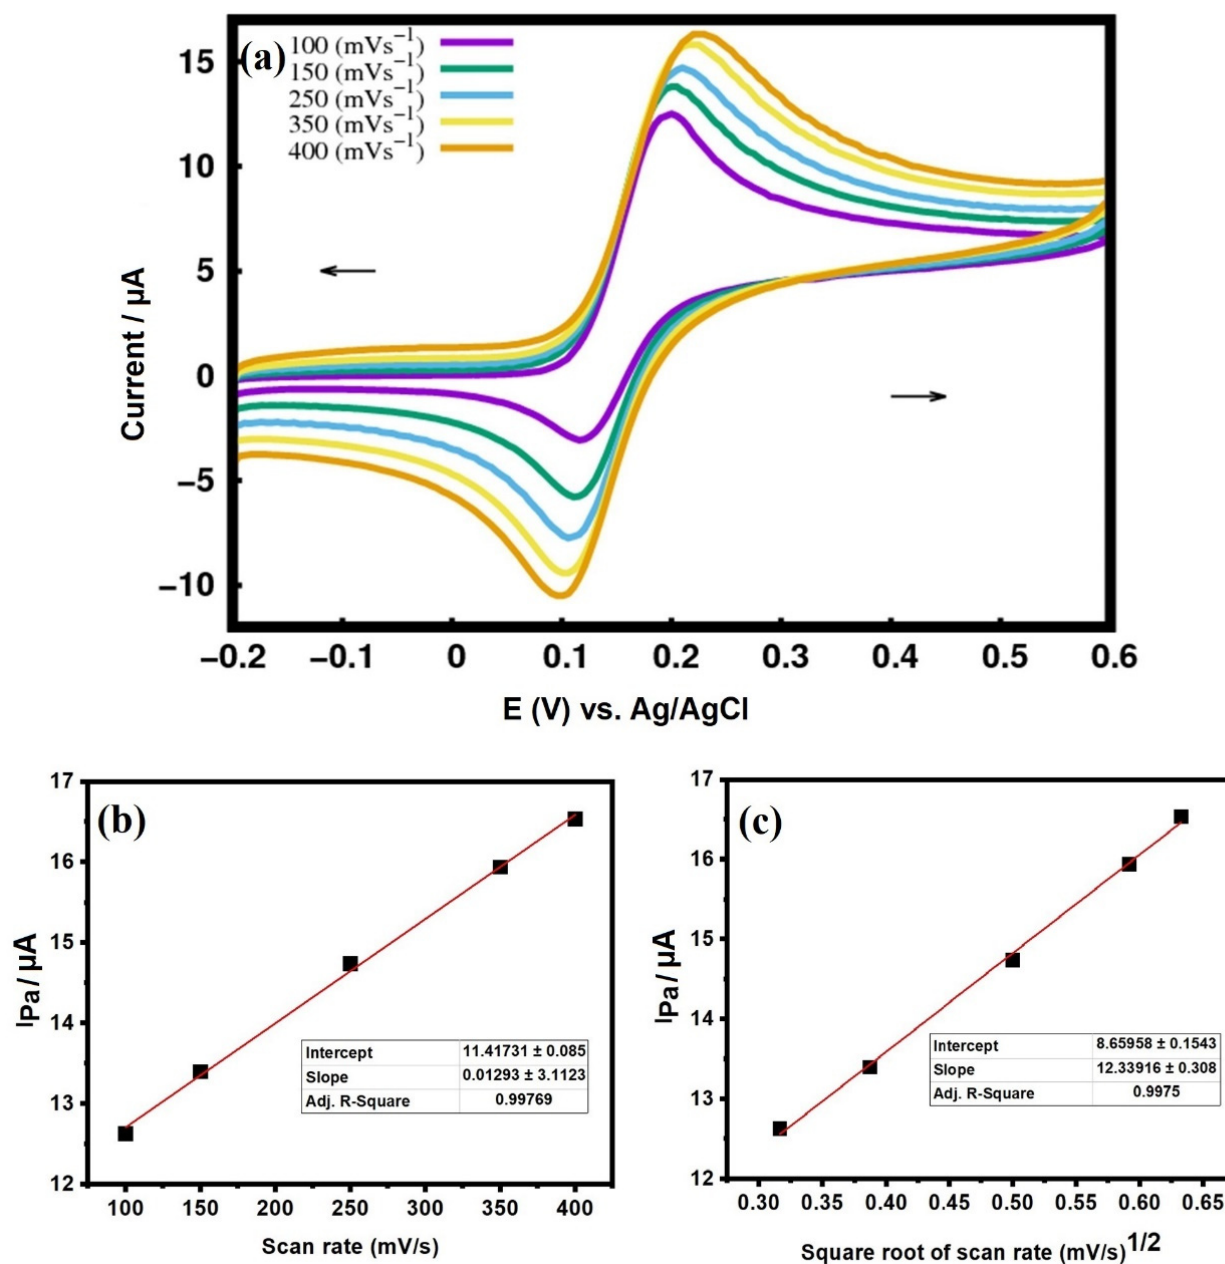 (a)
100 (mVs⁻¹)
150 (mVs⁻¹)
250 (mVs⁻¹)
350 (mVs⁻¹)
400 (mVs⁻¹)
15
10
5
0
−5
−10
Current / μA
−0.2 −0.1 0 0.1 0.2 0.3 0.4 0.5 0.6
E (V) vs. Ag/AgCl
(b)
17
16
15
14
13
12
IPa/ μA
Intercept 11.41731 ± 0.085
Slope 0.01293 ± 3.1123
Adj. R-Square 0.99769
100 150 200 250 300 350 400
Scan rate (mV/s)
(c)
17
16
15
14
13
12
IPa/ μA
Intercept 8.65958 ± 0.1543
Slope 12.33916 ± 0.308
Adj. R-Square 0.9975
0.30 0.35 0.40 0.45 0.50 0.55 0.60 0.65
Square root of scan rate (mV/s)1/2